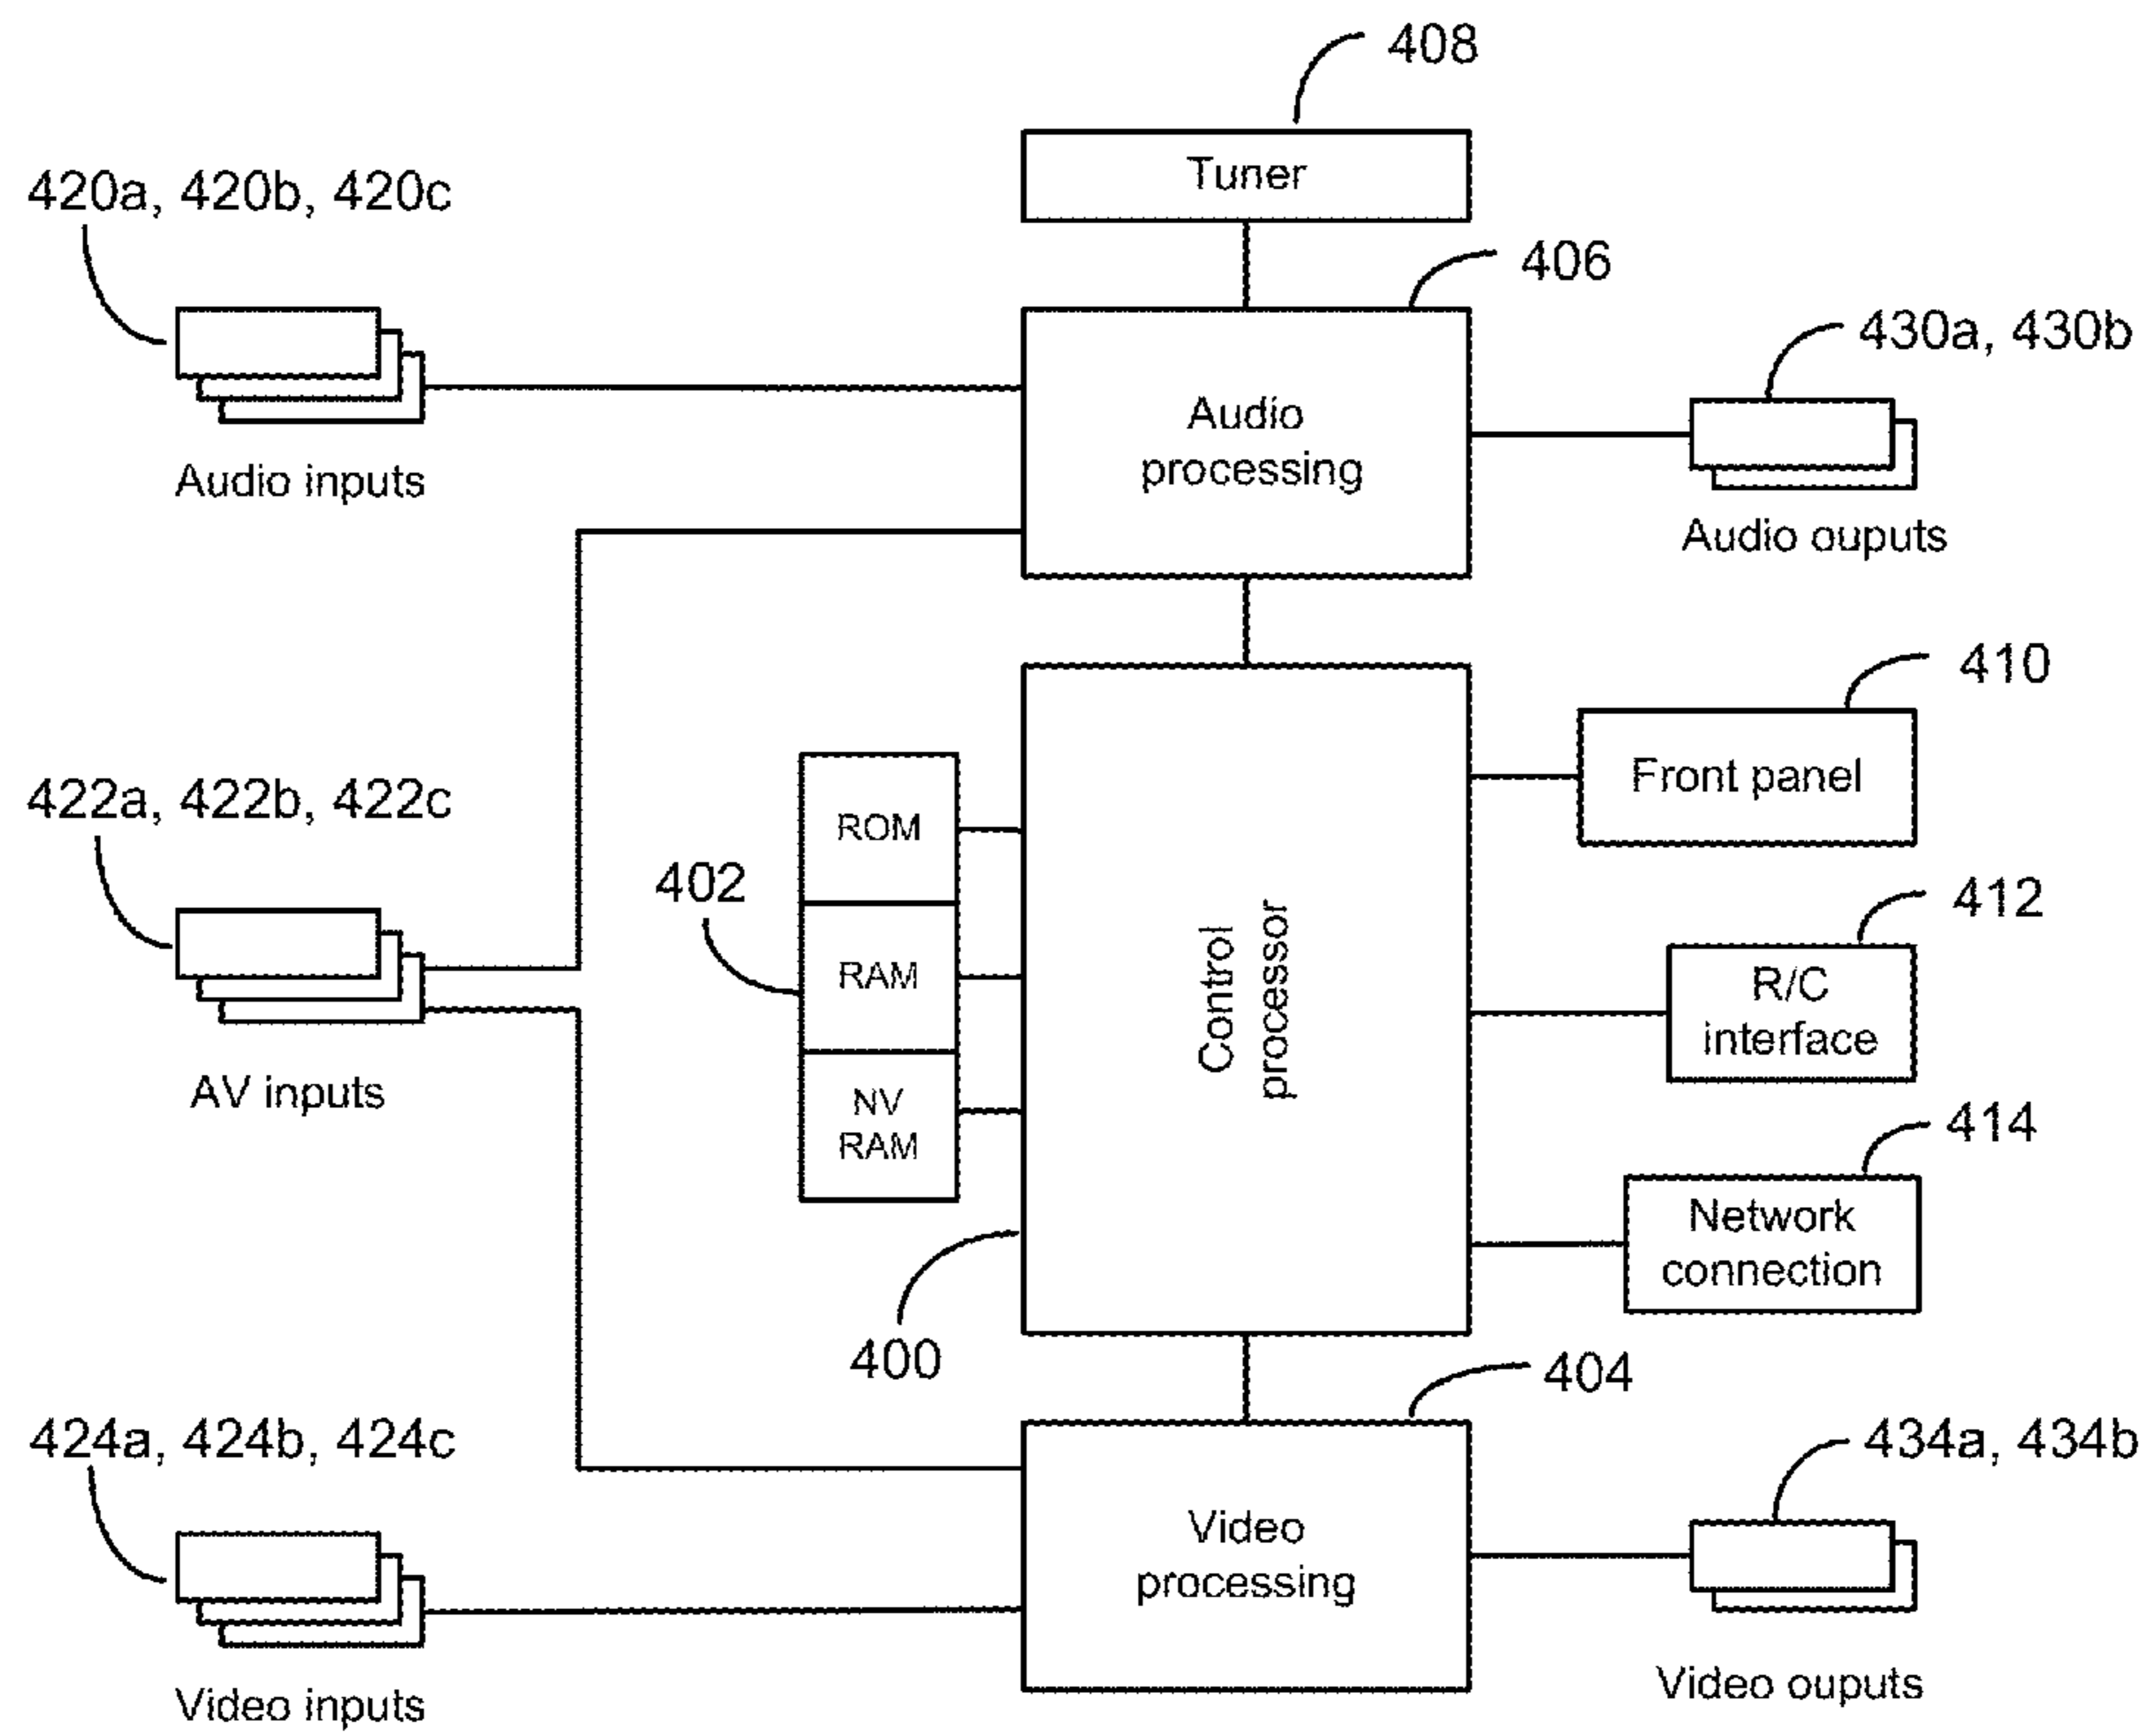 408
Tuner
420a, 420b, 420c
406
430a, 430b
Audio
processing
Audio inputs
Audio ouputs
410
Front panel
422a, 422b, 422c
ROM
402
412
RAM
Control
processor
R/C
interface
AV inputs
NV
RAM
414
Network
connection
400
404
424a, 424b, 424c
434a, 434b
Video
processing
Video inputs
Video ouputs